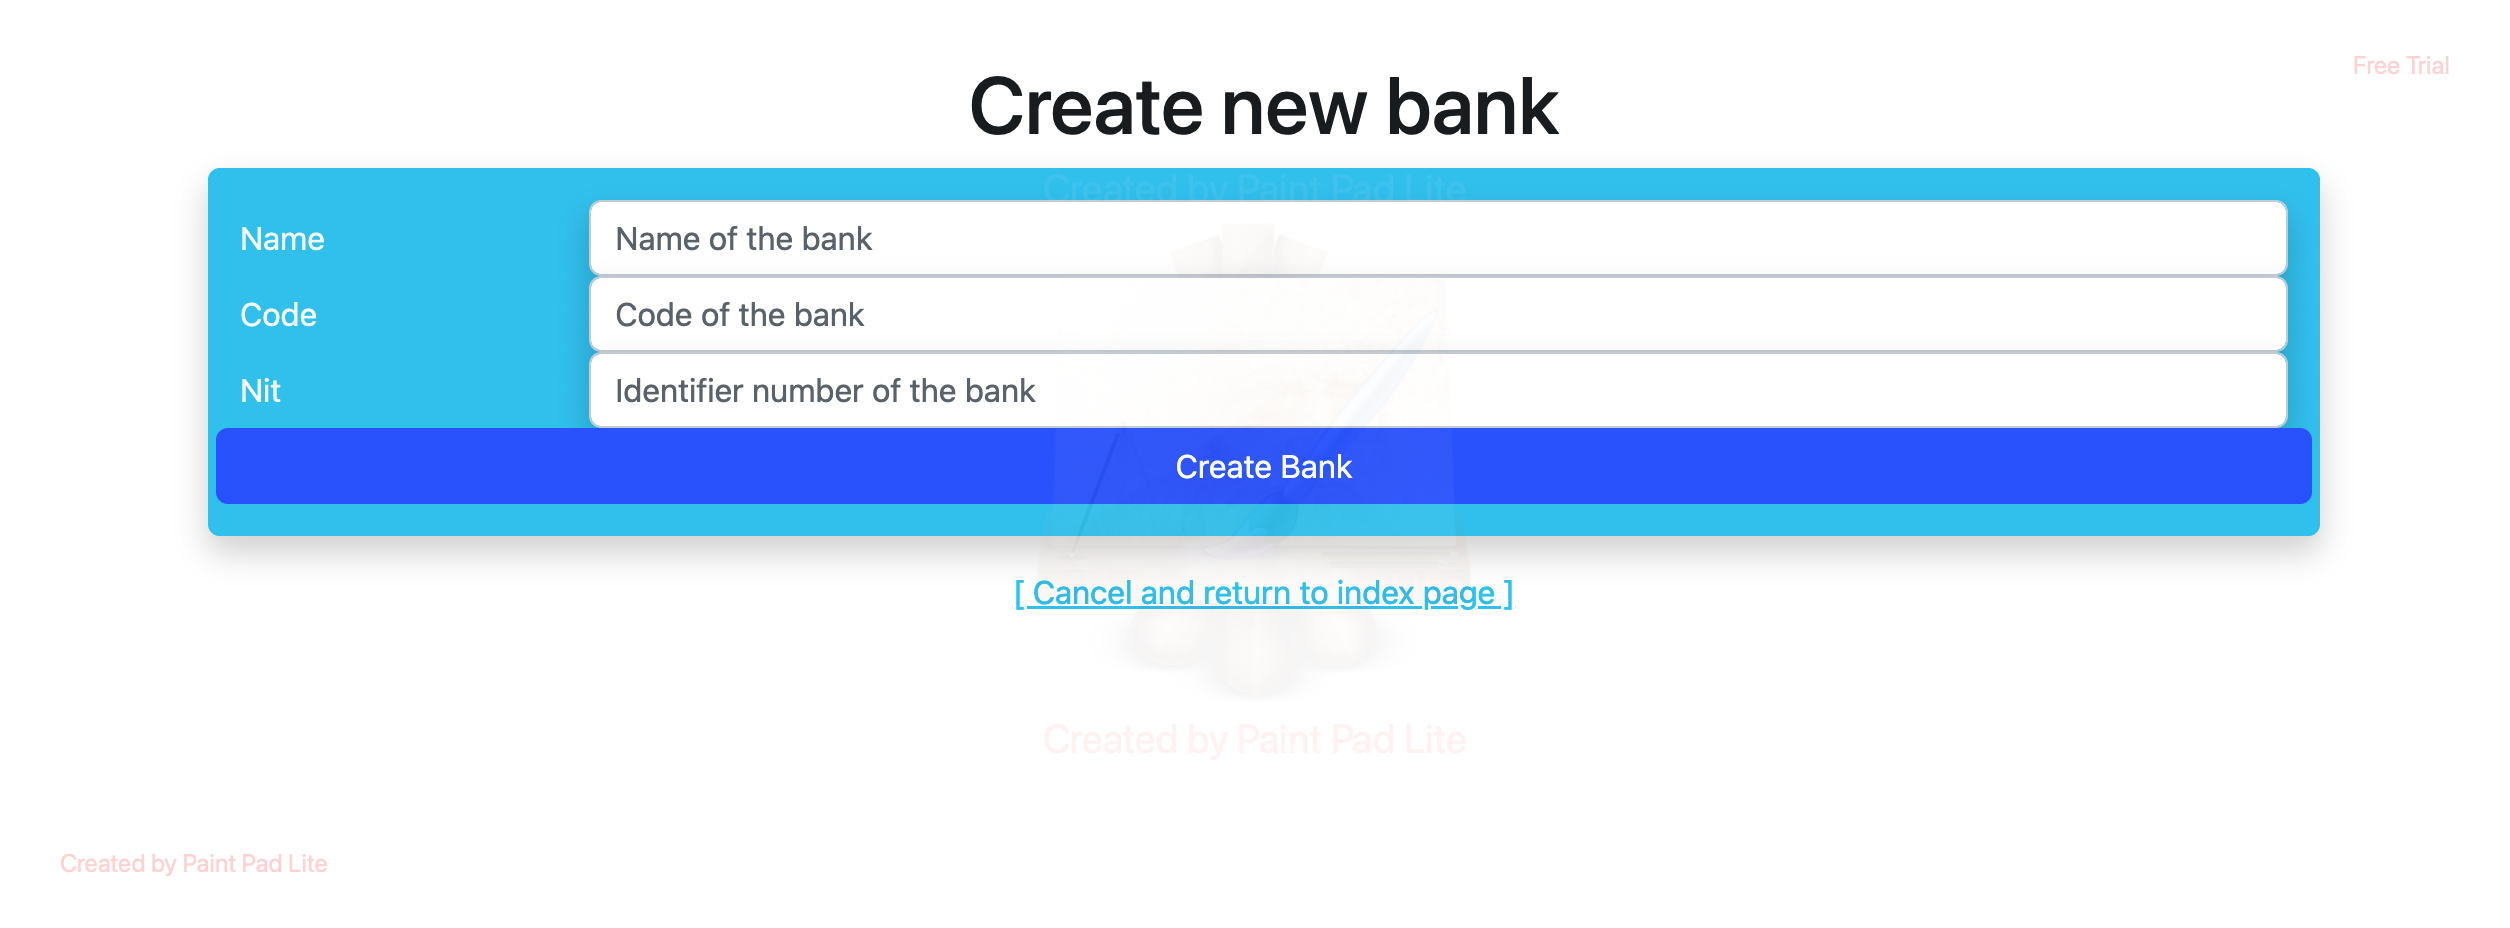 Free Trial
Create new bank
Created by Paint Pad Lite
Name Name of the bank
Code Code of the bank
Nit Identifier number of the bank
Create Bank
[ Cancel and return to index page ]
Created by Paint Pad Lite
Created by Paint Pad Lite